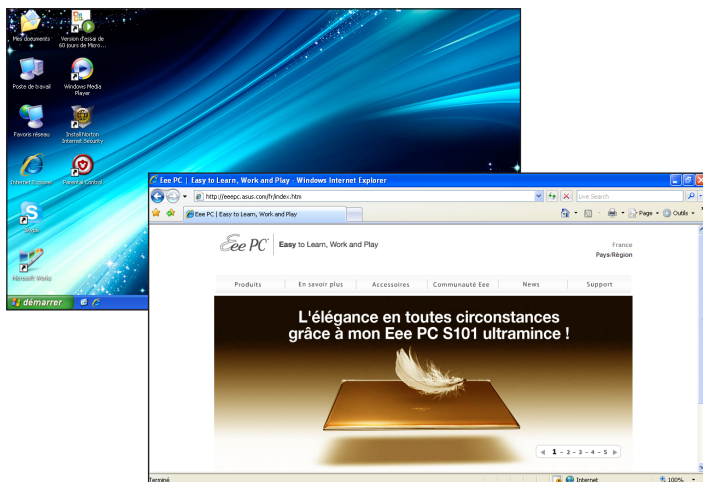 Mes documents
Version d'essai de
60 jours de Micro...
Poste de travail
Windows Media
Player
Favoris réseau
Install Norton
Internet Security
Internet Explorer
Parental Control
Skype
Microsoft Works
démarrer
Eee PC | Easy to Learn, Work and Play - Windows Internet Explorer
http://eeepc.asus.com/fr/index.htm
Live Search
Eee PC | Easy to Learn, Work and Play
Page
Outils
Eee PC
Easy to Learn, Work and Play
France
Pays/Région
Produits
En savoir plus
Accessoires
Communauté Eee
News
Support
L'élégance en toutes circonstances
grâce à mon Eee PC S101 ultramince !
1 - 2 - 3 - 4 - 5
Terminé
Internet
100%